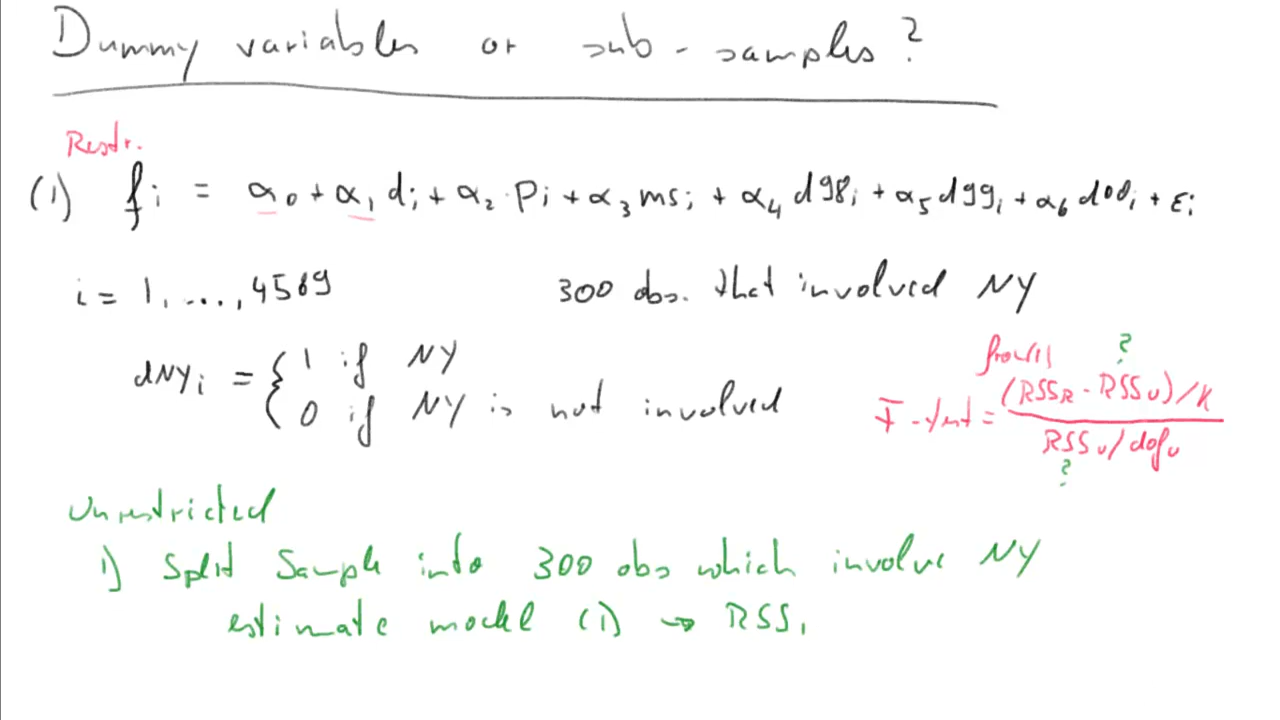 Dummy variables or sub-samples?
Restr.
(1) fi = α0 + α1 di + α2 · Pi + α3 msi + α4 d98i + α5 d99i + α6 d00i + εi
i = 1, ..., 4569 300 obs. that involved NY
dNYi = { 1 if NY
0 if NY is not involved
from (1) ?
F-test = (RSSR - RSSU)/K
RSSU / dofU
?
Unrestricted
1) Split Sample into 300 obs which involve NY
estimate model (1) → RSS1